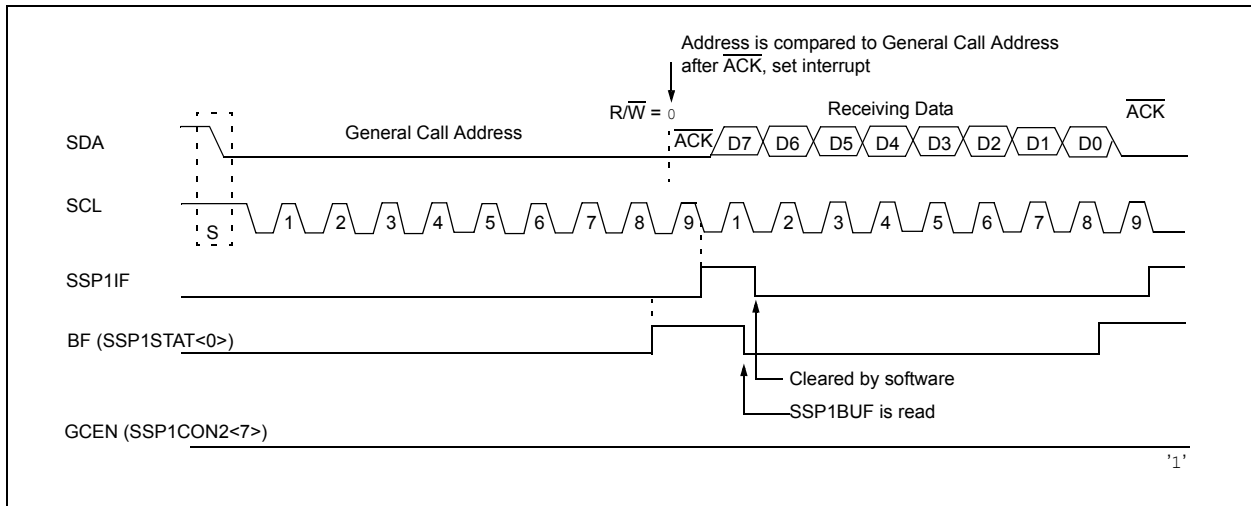 Address is compared to General Call Address
after ACK, set interrupt
R/W = 0
Receiving Data
ACK
SDA
General Call Address
ACK
D7 D6 D5 D4 D3 D2 D1 D0
SCL
S
1 2 3 4 5 6 7 8 9 1 2 3 4 5 6 7 8 9
SSP1IF
BF (SSP1STAT<0>)
Cleared by software
SSP1BUF is read
GCEN (SSP1CON2<7>)
'1'